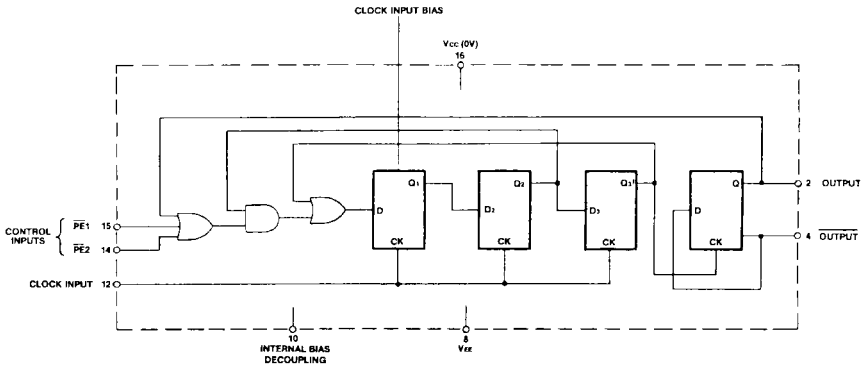 CLOCK INPUT BIAS
VCC (0V)
16
Q1
Q2
Q3'
Q
2 OUTPUT
D
D2
D3
D
CONTROL
INPUTS
PE1 15
PE2 14
4 OUTPUT
CK
CK
CK
CK
CLOCK INPUT 12
10
INTERNAL BIAS
DECOUPLING
8
VEE